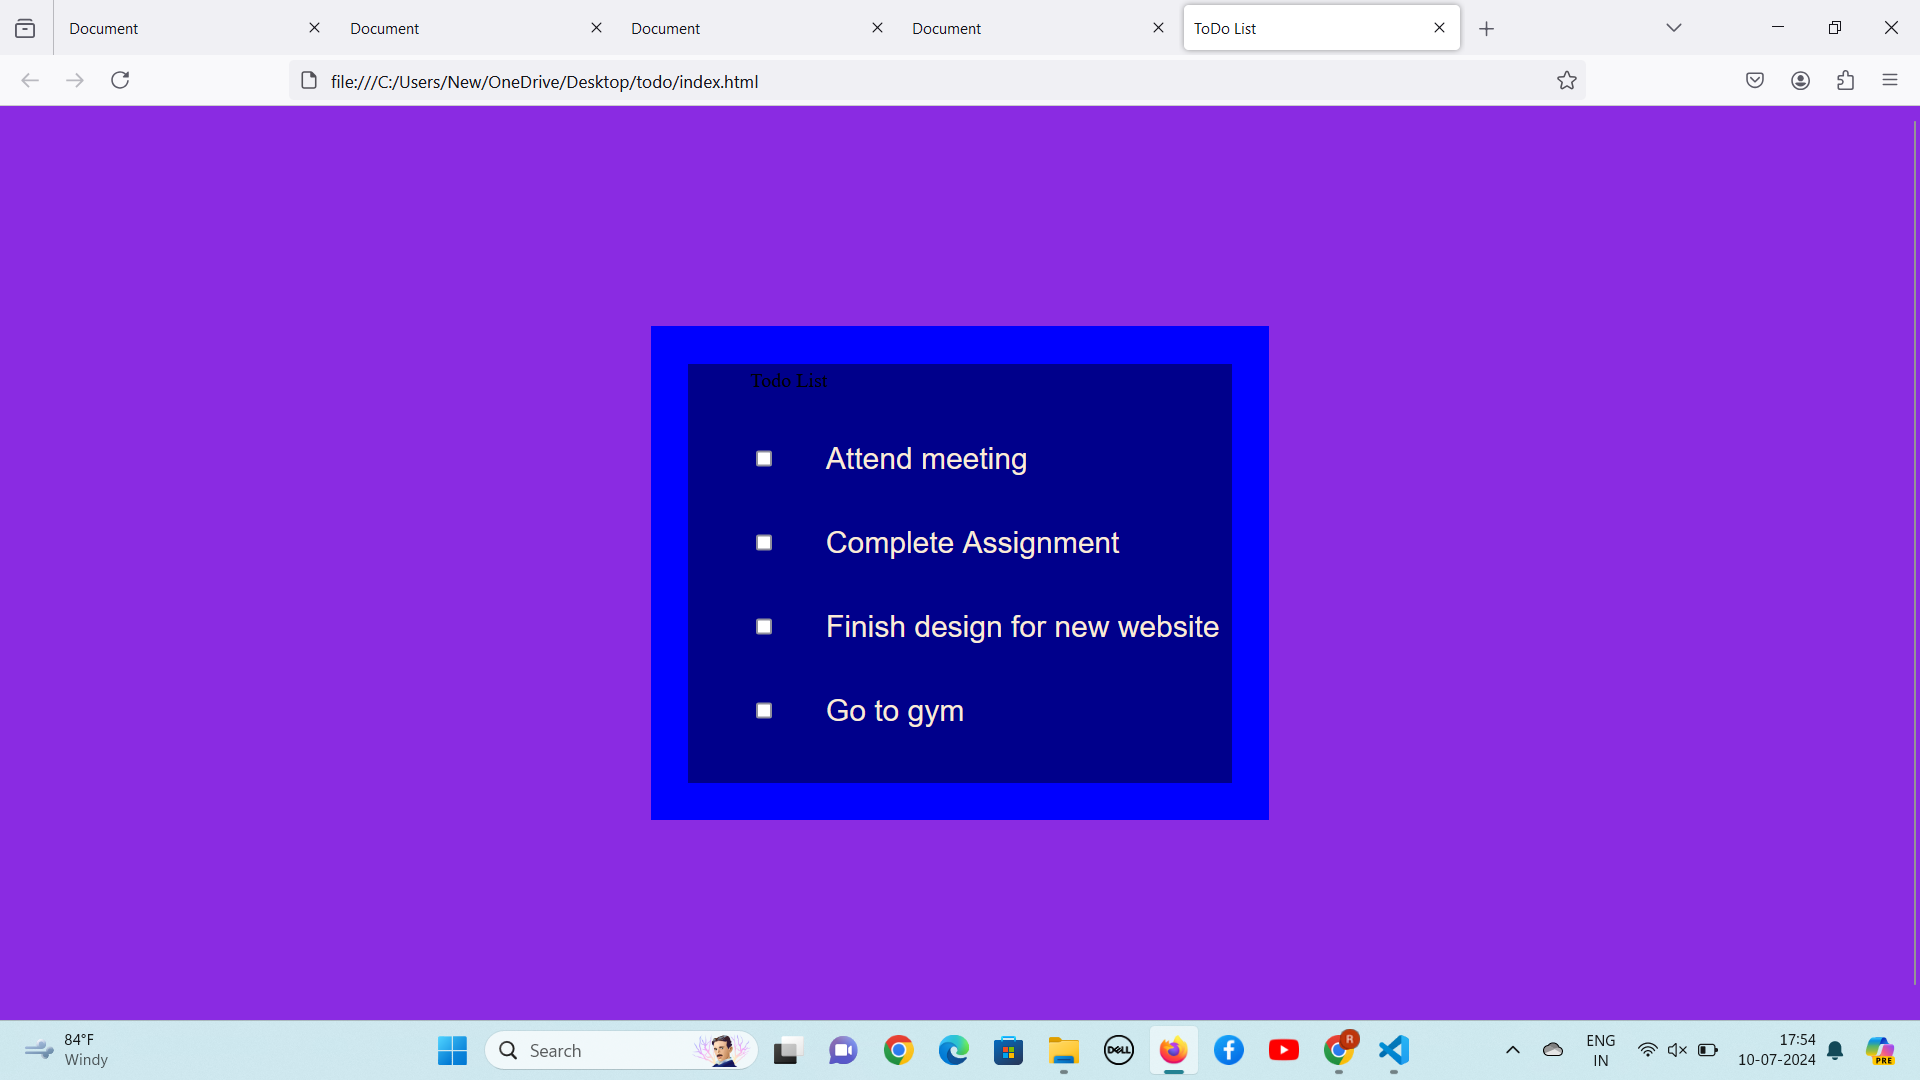 Document
Document
Document
Document
ToDo List
file:///C:/Users/New/OneDrive/Desktop/todo/index.html
Todo List
Attend meeting
Complete Assignment
Finish design for new website
Go to gym
84°F
Windy
Search
DELL
R
ENG
IN
17:54
10-07-2024
PRE